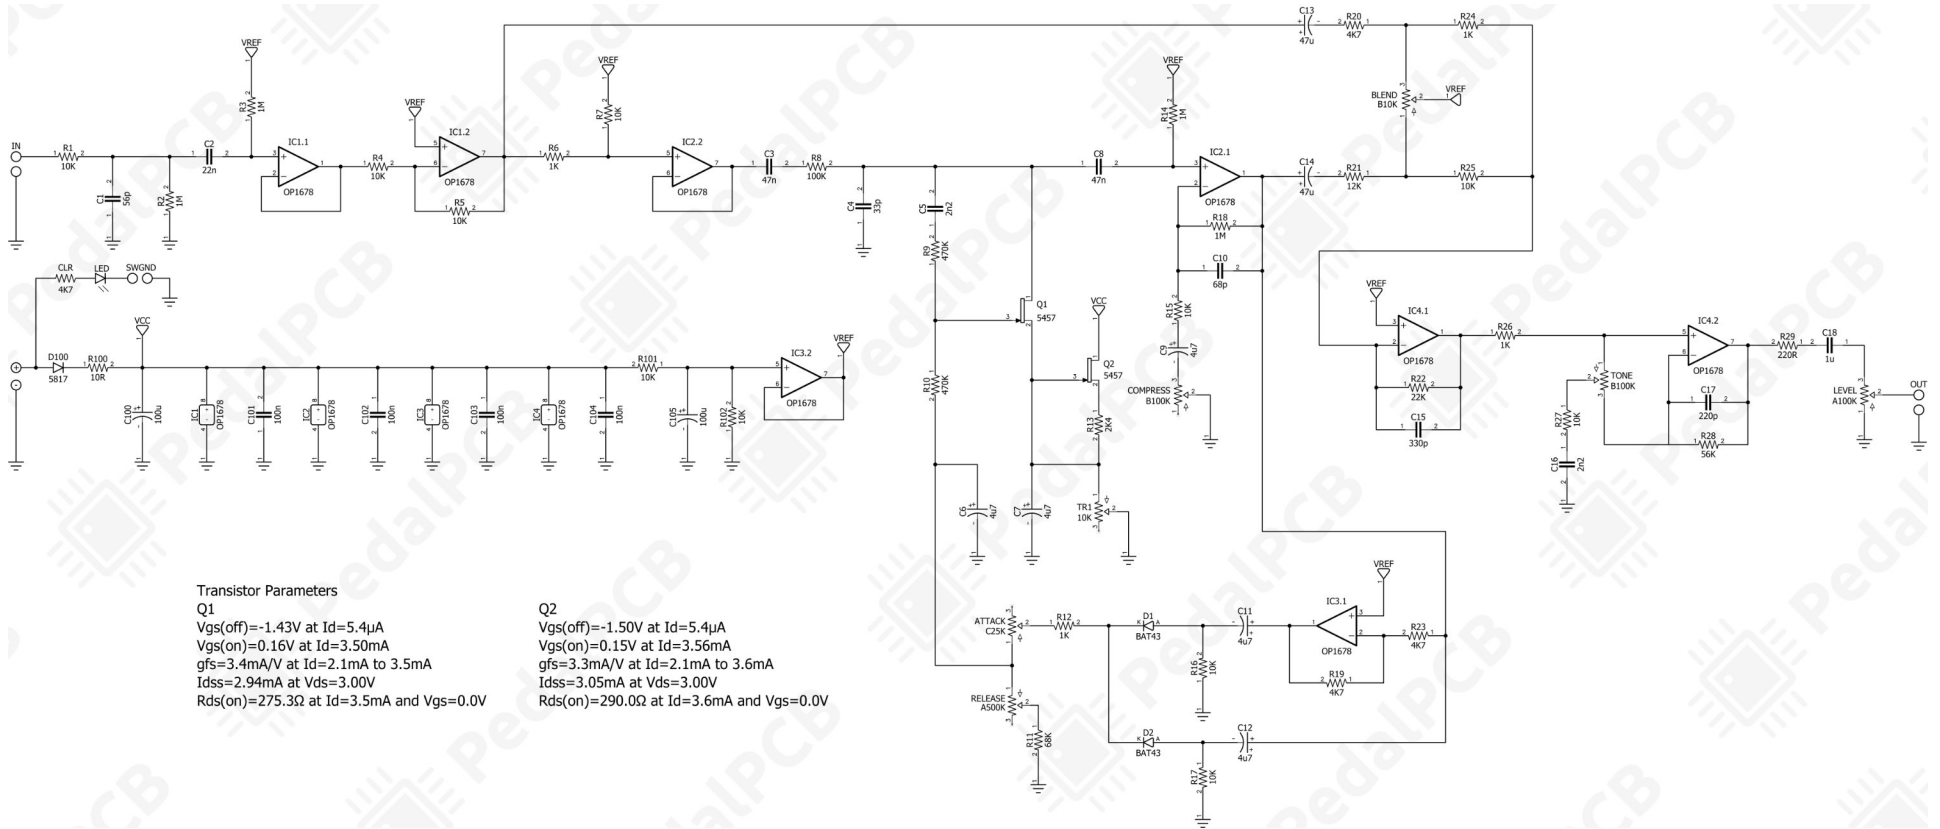 C13
47u
R20
4K7
R24
1K
VREF
R3
1M
VREF
R7
10K
VREF
R14
1M
BLEND
B10K
VREF
VREF
IN
R1
10K
C1
56p
R2
1M
C2
22n
IC1.1
OP1678
R4
10K
IC1.2
OP1678
R5
10K
R6
1K
IC2.2
OP1678
C3
47n
R8
100K
C4
33p
C5
2n2
R9
470K
C8
47n
IC2.1
OP1678
R18
1M
C10
68p
C14
47u
R21
12K
R25
10K
CLR
4K7
LED
SWGND
VCC
D100
5817
R100
10R
C100
100u
IC1
OP1678
C101
100n
IC2
OP1678
C102
100n
IC3
OP1678
C103
100n
IC4
OP1678
C104
100n
R101
10K
C105
100u
R102
10K
IC3.2
OP1678
VREF
R10
470K
Q1
5457
VCC
Q2
5457
R13
2K4
R15
10K
C9
4u7
COMPRESS
B100K
VREF
IC4.1
OP1678
R22
22K
C15
330p
R26
1K
TONE
B100K
R27
10K
C16
2n2
IC4.2
OP1678
C17
220p
R28
56K
R29
220R
C18
1u
LEVEL
A100K
OUT
C6
4u7
C7
4u7
TR1
10K
Transistor Parameters
Q1
Vgs(off)=-1.43V at Id=5.4µA
Vgs(on)=0.16V at Id=3.50mA
gfs=3.4mA/V at Id=2.1mA to 3.5mA
Idss=2.94mA at Vds=3.00V
Rds(on)=275.3Ω at Id=3.5mA and Vgs=0.0V
Q2
Vgs(off)=-1.50V at Id=5.4µA
Vgs(on)=0.15V at Id=3.56mA
gfs=3.3mA/V at Id=2.1mA to 3.6mA
Idss=3.05mA at Vds=3.00V
Rds(on)=290.0Ω at Id=3.6mA and Vgs=0.0V
ATTACK
C25K
R12
1K
D1
BAT43
C11
4u7
R16
10K
VREF
IC3.1
OP1678
R23
4K7
R19
4K7
RELEASE
A500K
R11
68K
D2
BAT43
C12
4u7
R17
10K
PedalPCB